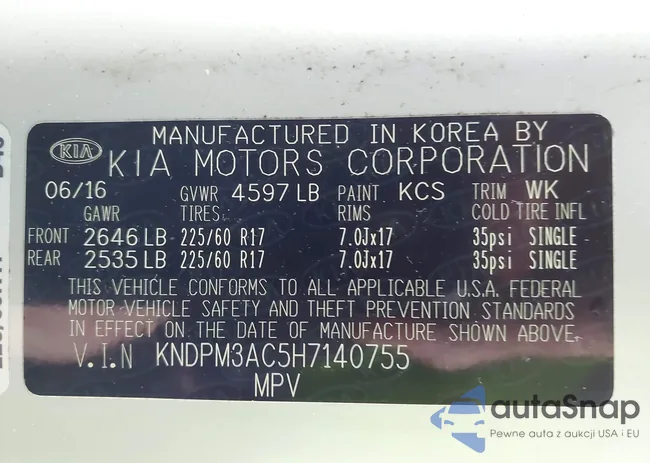 MANUFACTURED IN KOREA BY
KIA KIA MOTORS CORPORATION
06/16 GVWR 4597 LB PAINT KCS TRIM WK
GAWR TIRES RIMS COLD TIRE INFL
FRONT 2646 LB 225/60 R17 7.0Jx17 35psi SINGLE
REAR 2535 LB 225/60 R17 7.0Jx17 35psi SINGLE
THIS VEHICLE CONFORMS TO ALL APPLICABLE U.S.A. FEDERAL
MOTOR VEHICLE SAFETY AND THEFT PREVENTION STANDARDS
IN EFFECT ON THE DATE OF MANUFACTURE SHOWN ABOVE.
V.I.N KNDPM3AC5H7140755
MPV
autaSnap
Pewne auta z aukcji USA i EU